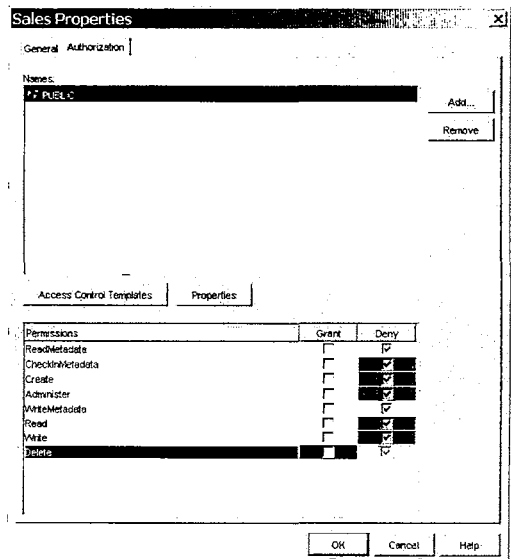 Sales Properties
General Authorization
Names:
PUBLIC
Add...
Remove
Access Control Templates Properties
Permissions Grant Deny
ReadMetadata
CheckInMetadata
Create
Administer
WriteMetadata
Read
Write
Delete
OK Cancel Help